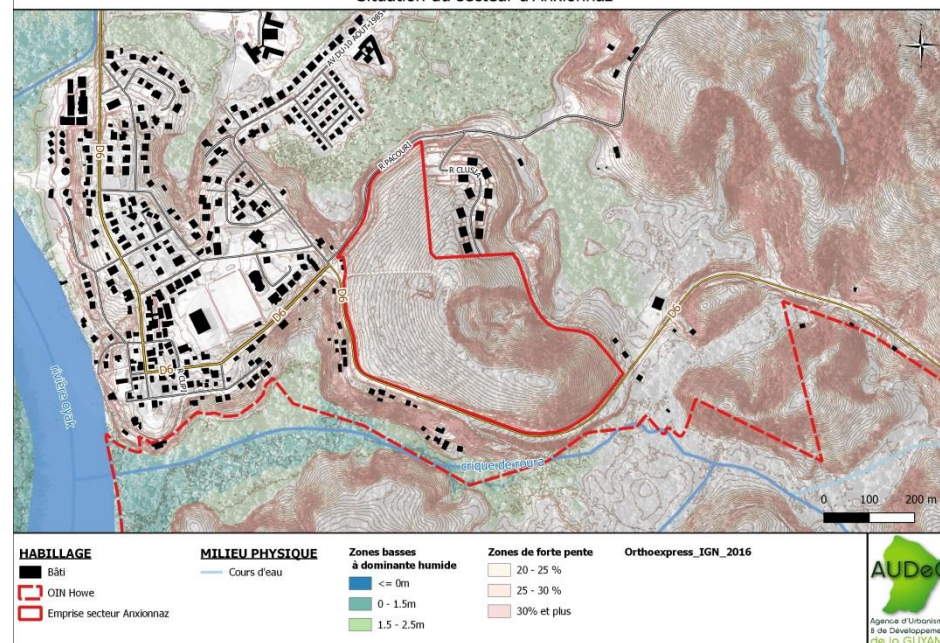 Situation du secteur d'Anxionnaz
AV DU 10 AOUT 1985
D6
R PACOURI
R CLUSIA
D6
D6
D6
D6
rivière oyak
crique de roura
0 100 200 m
HABILLAGE
Bâti
OIN Howe
Emprise secteur Anxionnaz
MILIEU PHYSIQUE
Cours d'eau
Zones basses
à dominante humide
<= 0m
0 - 1.5m
1.5 - 2.5m
Zones de forte pente
20 - 25 %
25 - 30 %
30% et plus
Orthoexpress_IGN_2016
AUDeG
Agence d'Urbanisme
& de Développement
de la GUYANE